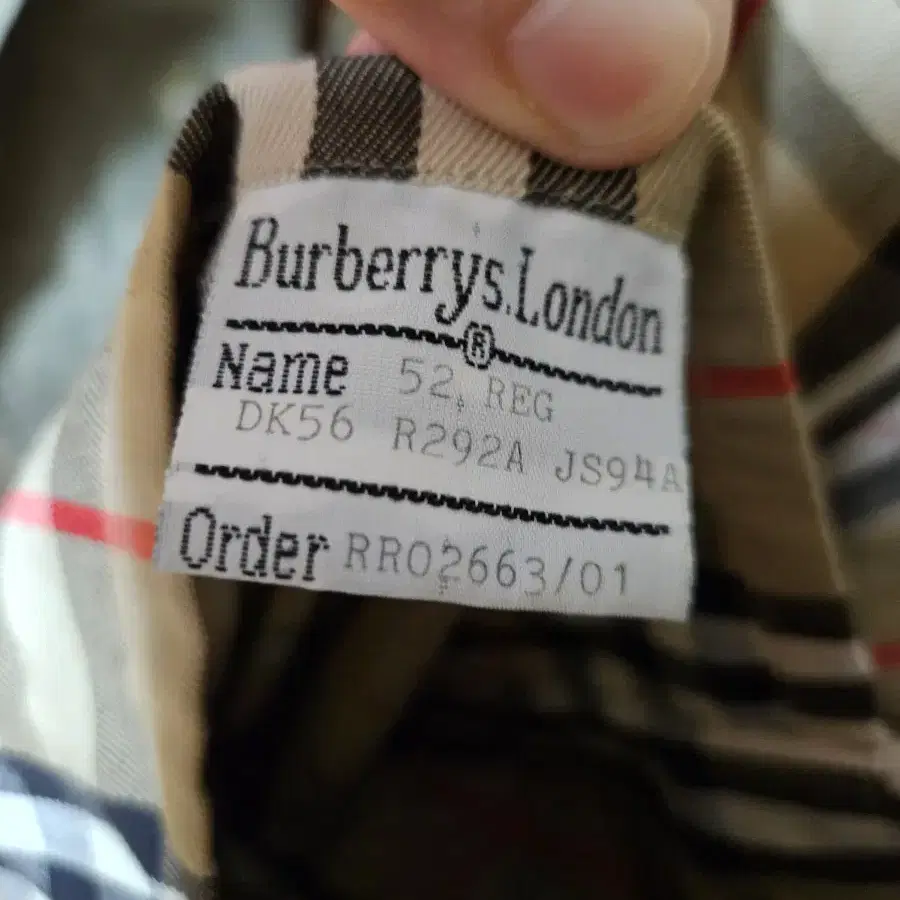 Burberrys.London
®
Name 52, REG
DK56 R292A JS94A
Order RR02663/01